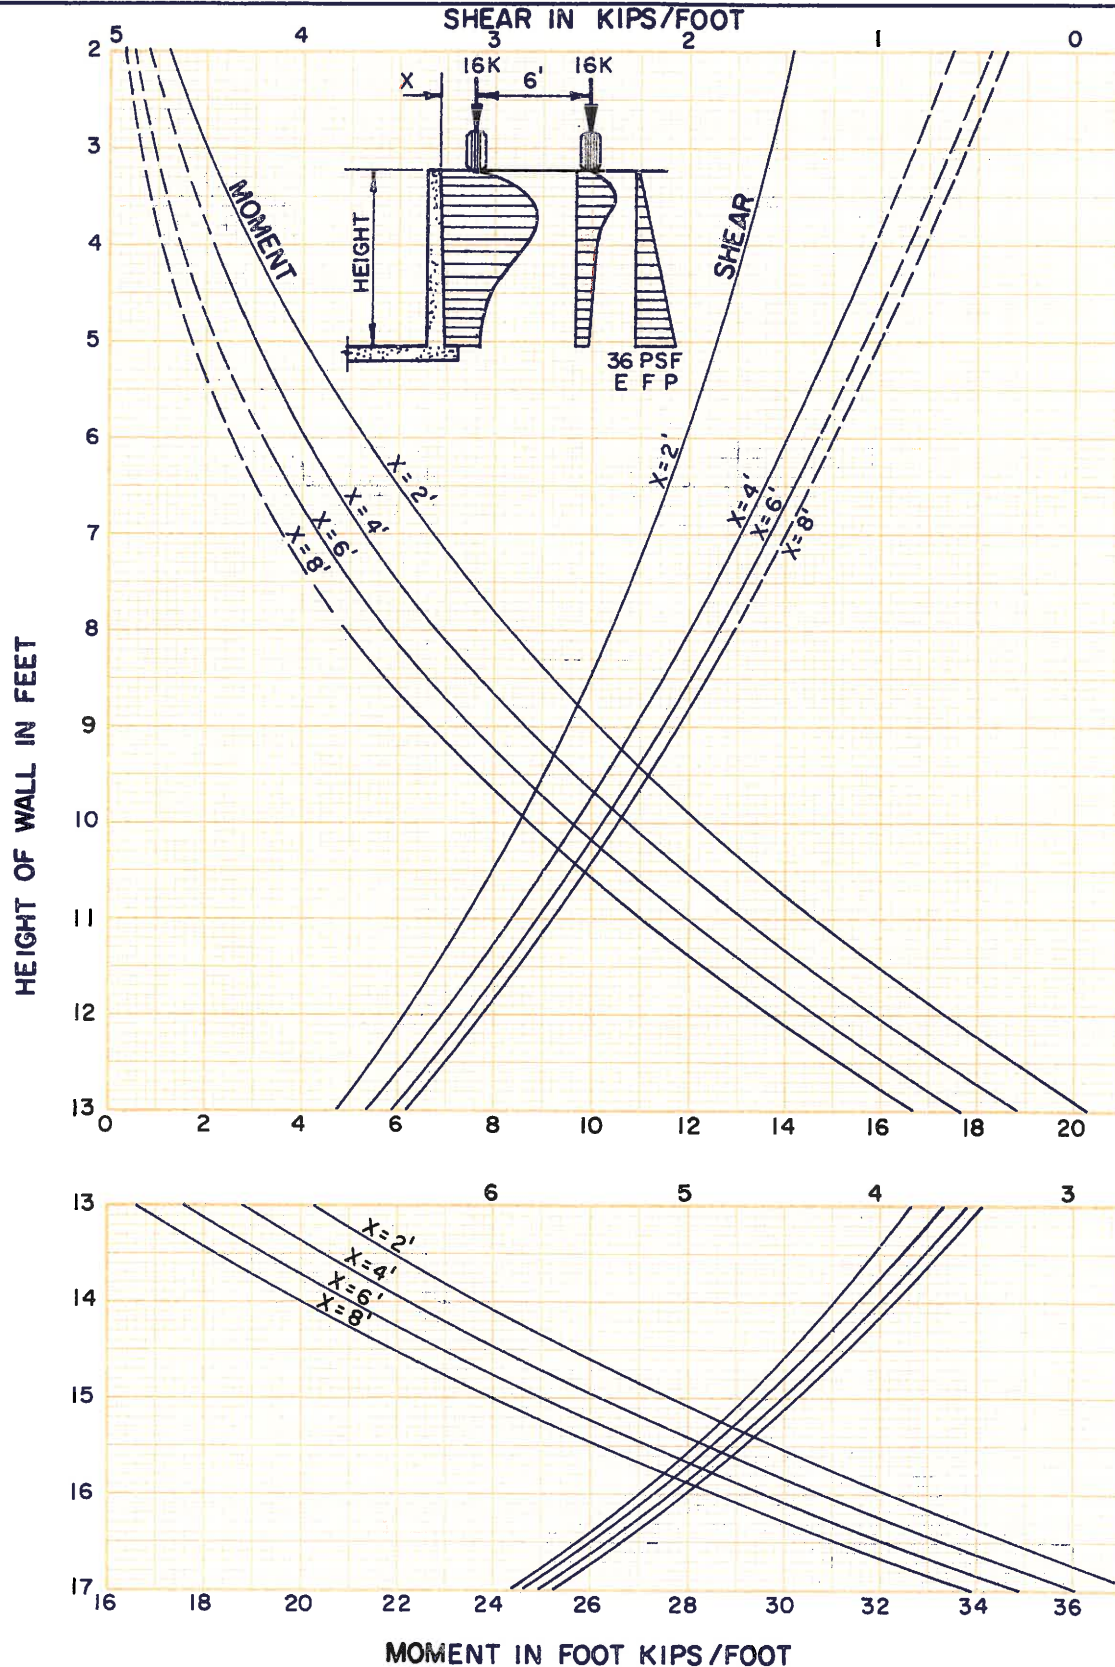 SHEAR IN KIPS/FOOT
5 4 3 2 1 0
2
3
4
5
6
7
8
9
10
11
12
13
HEIGHT OF WALL IN FEET
X 16K 6' 16K
HEIGHT
36 PSF
E F P
MOMENT
SHEAR
X=2'
X=4'
X=6'
X=8'
X=2'
X=4'
X=6'
X=8'
0 2 4 6 8 10 12 14 16 18 20
6 5 4 3
13
14
15
16
17
X=2'
X=4'
X=6'
X=8'
16 18 20 22 24 26 28 30 32 34 36
MOMENT IN FOOT KIPS/FOOT